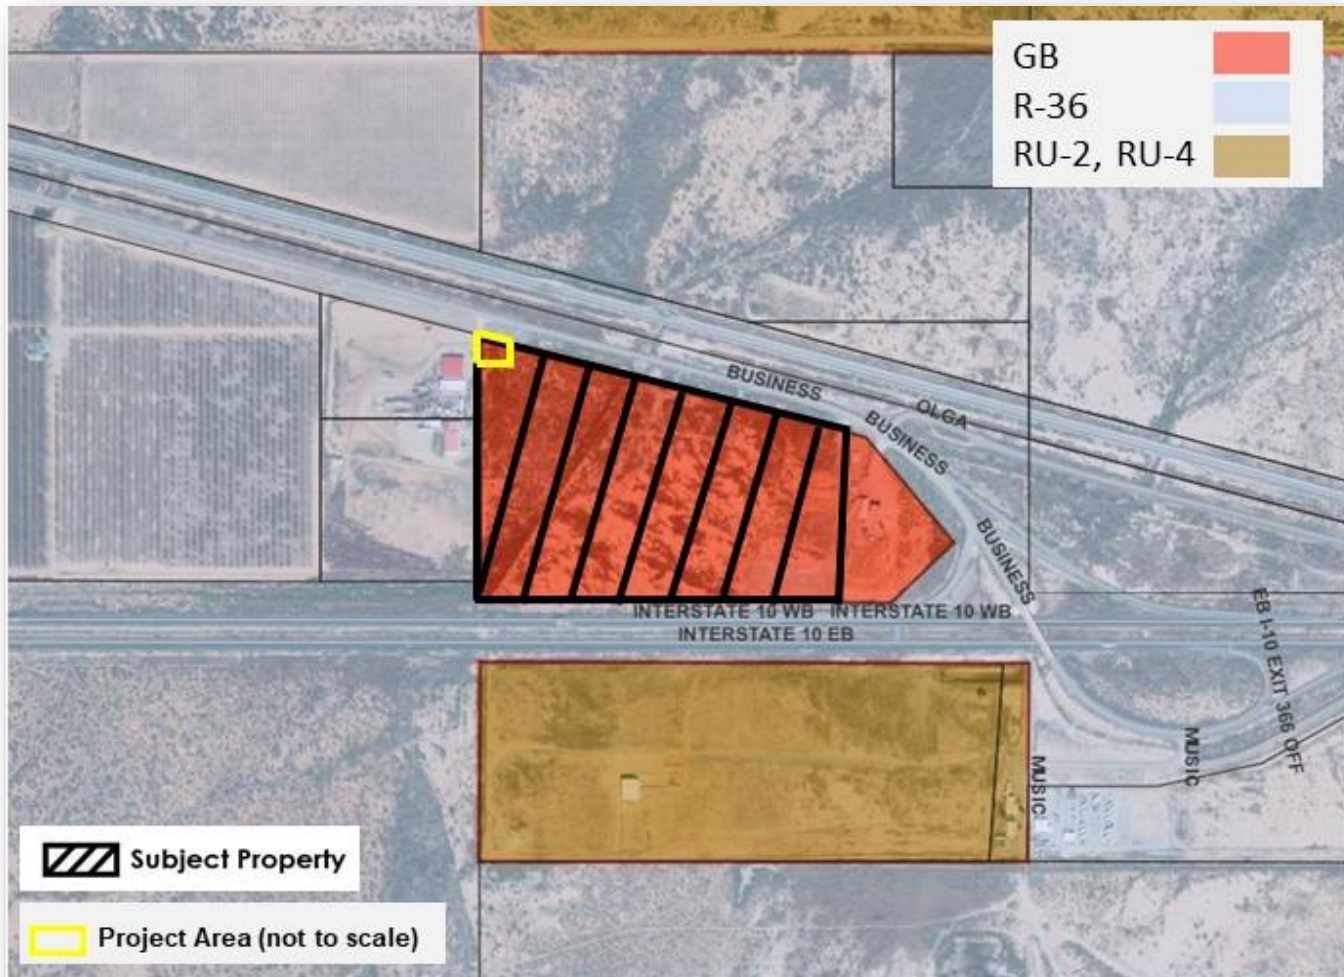 GB
R-36
RU-2, RU-4
BUSINESS
OLGA
BUSINESS
BUSINESS
INTERSTATE 10 WB INTERSTATE 10 WB
INTERSTATE 10 EB
EB I-10 EXIT 366 OFF
MUSIC
MUSIC
Subject Property
Project Area (not to scale)